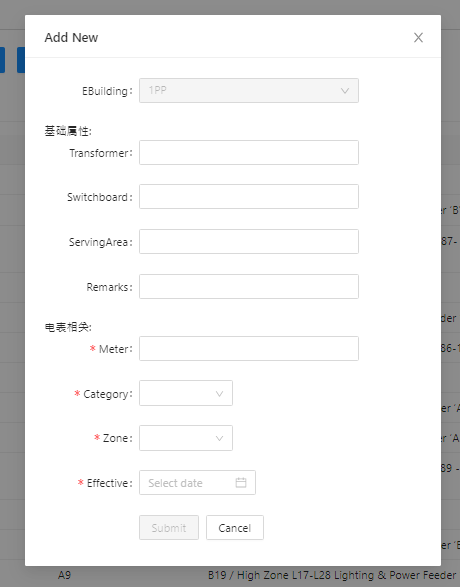 Add New
EBuilding: 1PP
基础属性:
Transformer:
Switchboard:
er 'B
ServingArea:
87-
Remarks:
der
电表相关:
* Meter:
86-1
* Category:
er 'A
* Zone:
er 'A
* Effective: Select date
89 -
Submit Cancel
er 'E
A9 B19 / High Zone L17-L28 Lighting & Power Feeder